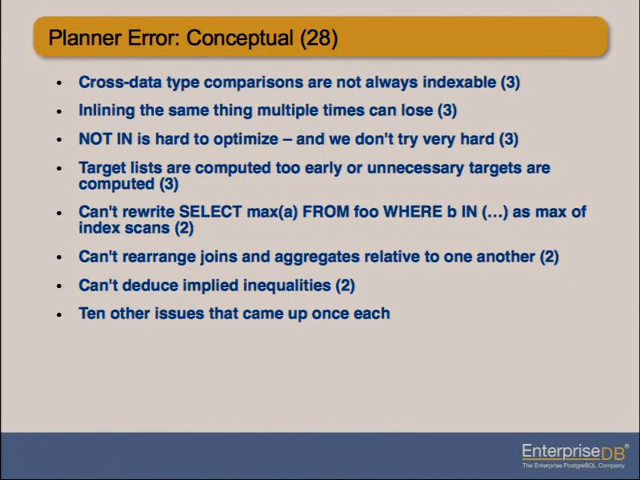 Planner Error: Conceptual (28)
• Cross-data type comparisons are not always indexable (3)
• Inlining the same thing multiple times can lose (3)
• NOT IN is hard to optimize – and we don't try very hard (3)
• Target lists are computed too early or unnecessary targets are
computed (3)
• Can't rewrite SELECT max(a) FROM foo WHERE b IN (…) as max of
index scans (2)
• Can't rearrange joins and aggregates relative to one another (2)
• Can't deduce implied inequalities (2)
• Ten other issues that came up once each
EnterpriseDB®
The Enterprise PostgreSQL Company